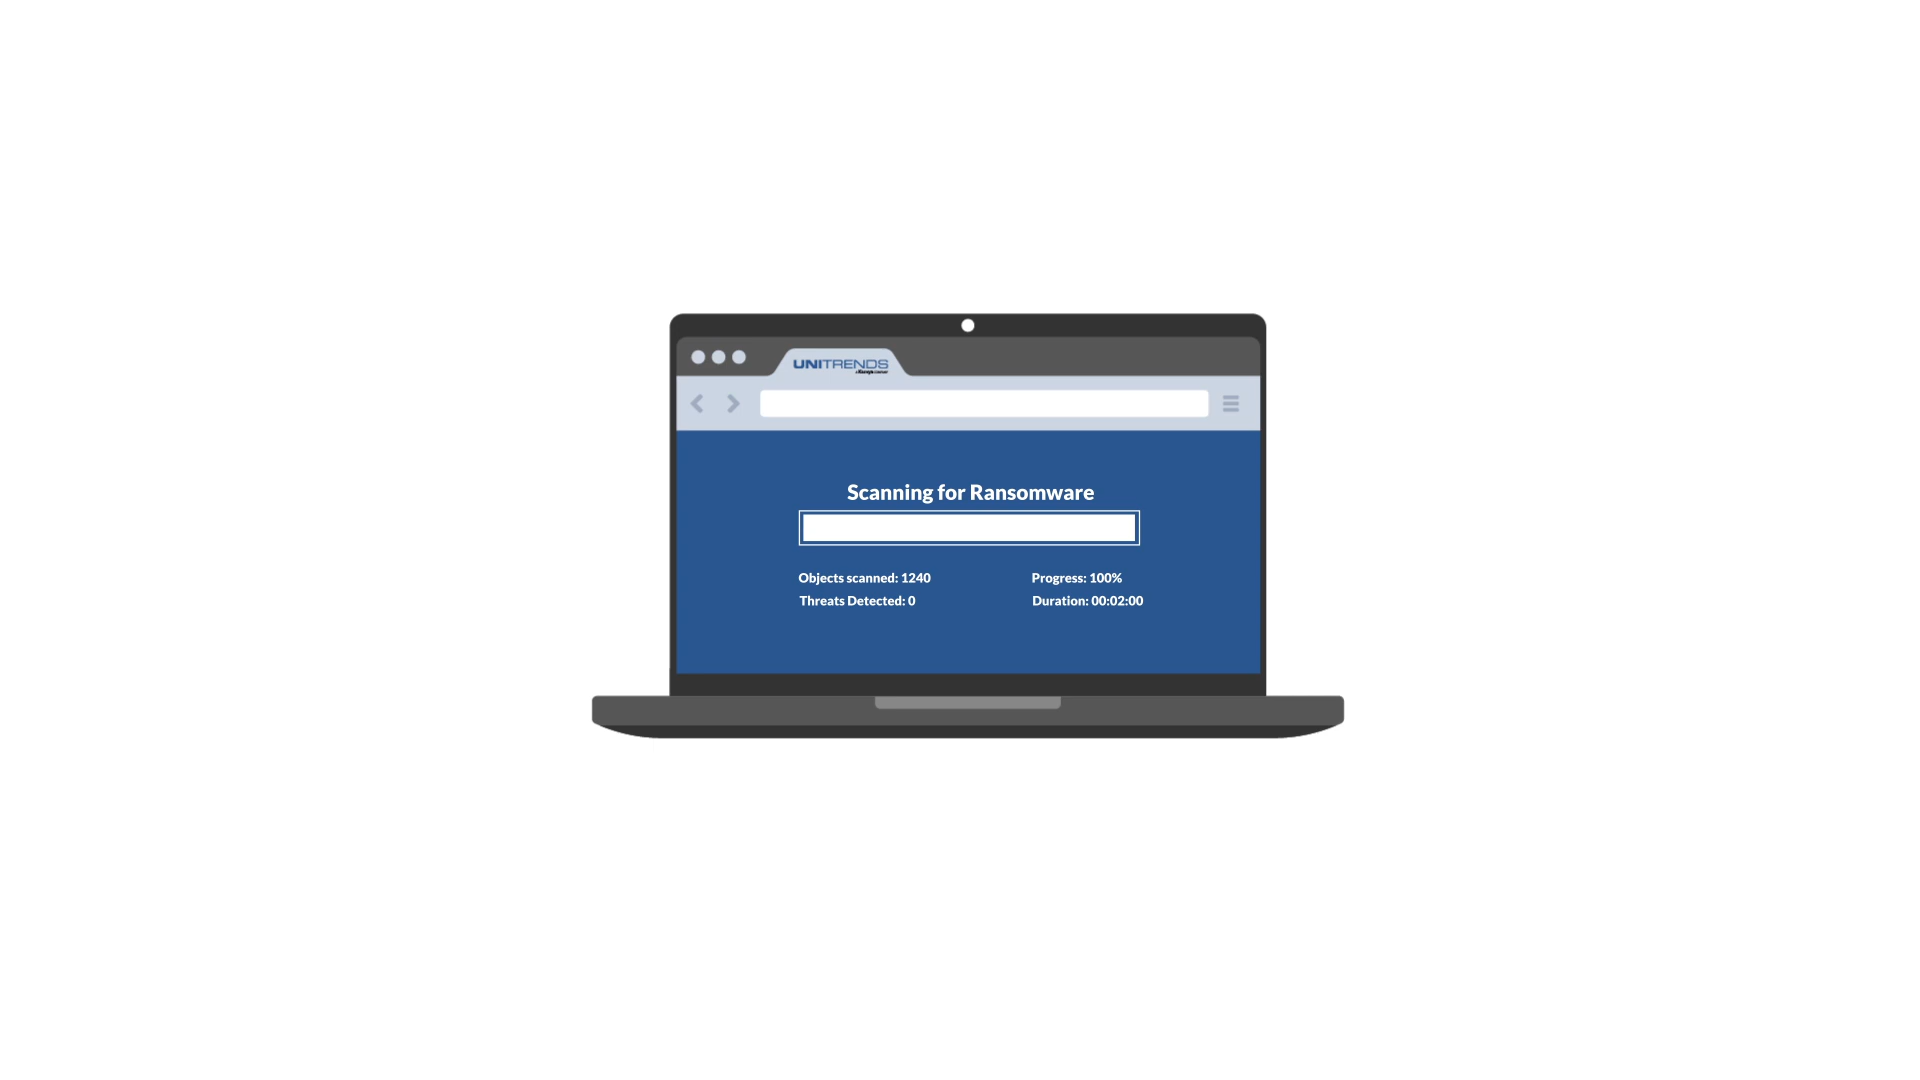 UNITRENDS
Scanning for Ransomware
Objects scanned: 1240
Progress: 100%
Threats Detected: 0
Duration: 00:02:00